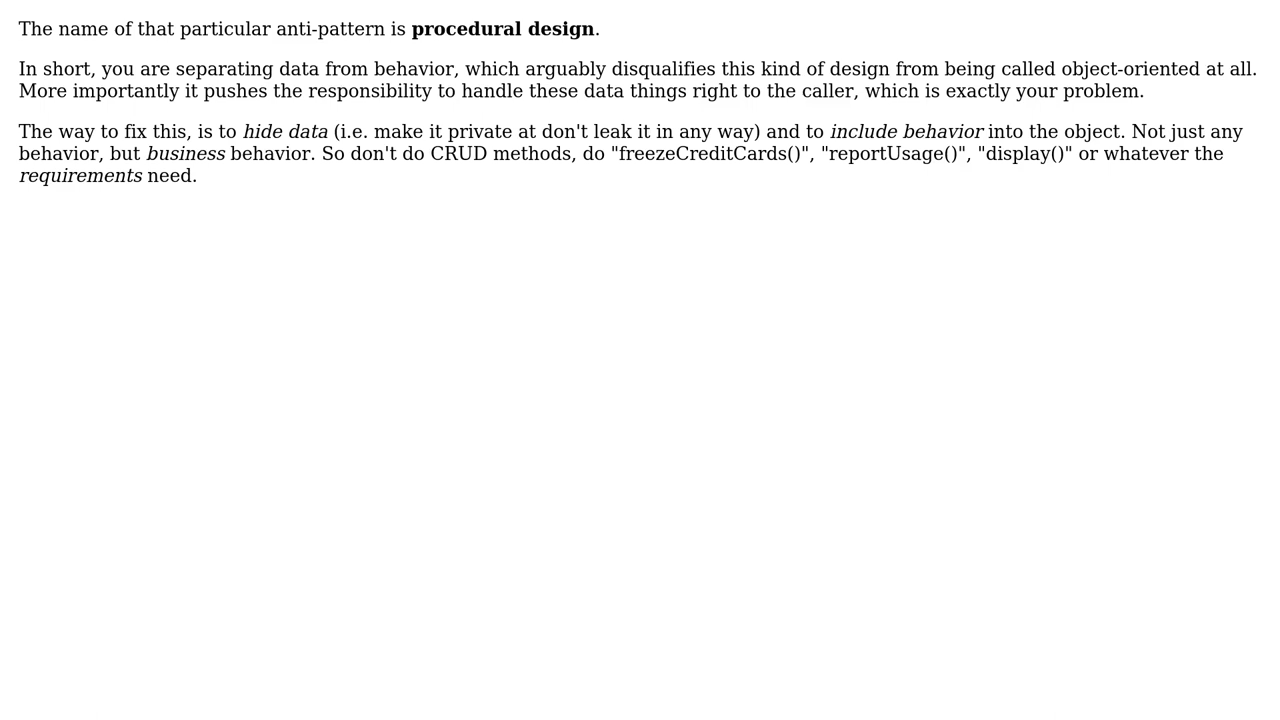 The name of that particular anti-pattern is procedural design.
In short, you are separating data from behavior, which arguably disqualifies this kind of design from being called object-oriented at all.
More importantly it pushes the responsibility to handle these data things right to the caller, which is exactly your problem.
The way to fix this, is to hide data (i.e. make it private at don't leak it in any way) and to include behavior into the object. Not just any
behavior, but business behavior. So don't do CRUD methods, do "freezeCreditCards()", "reportUsage()", "display()" or whatever the
requirements need.